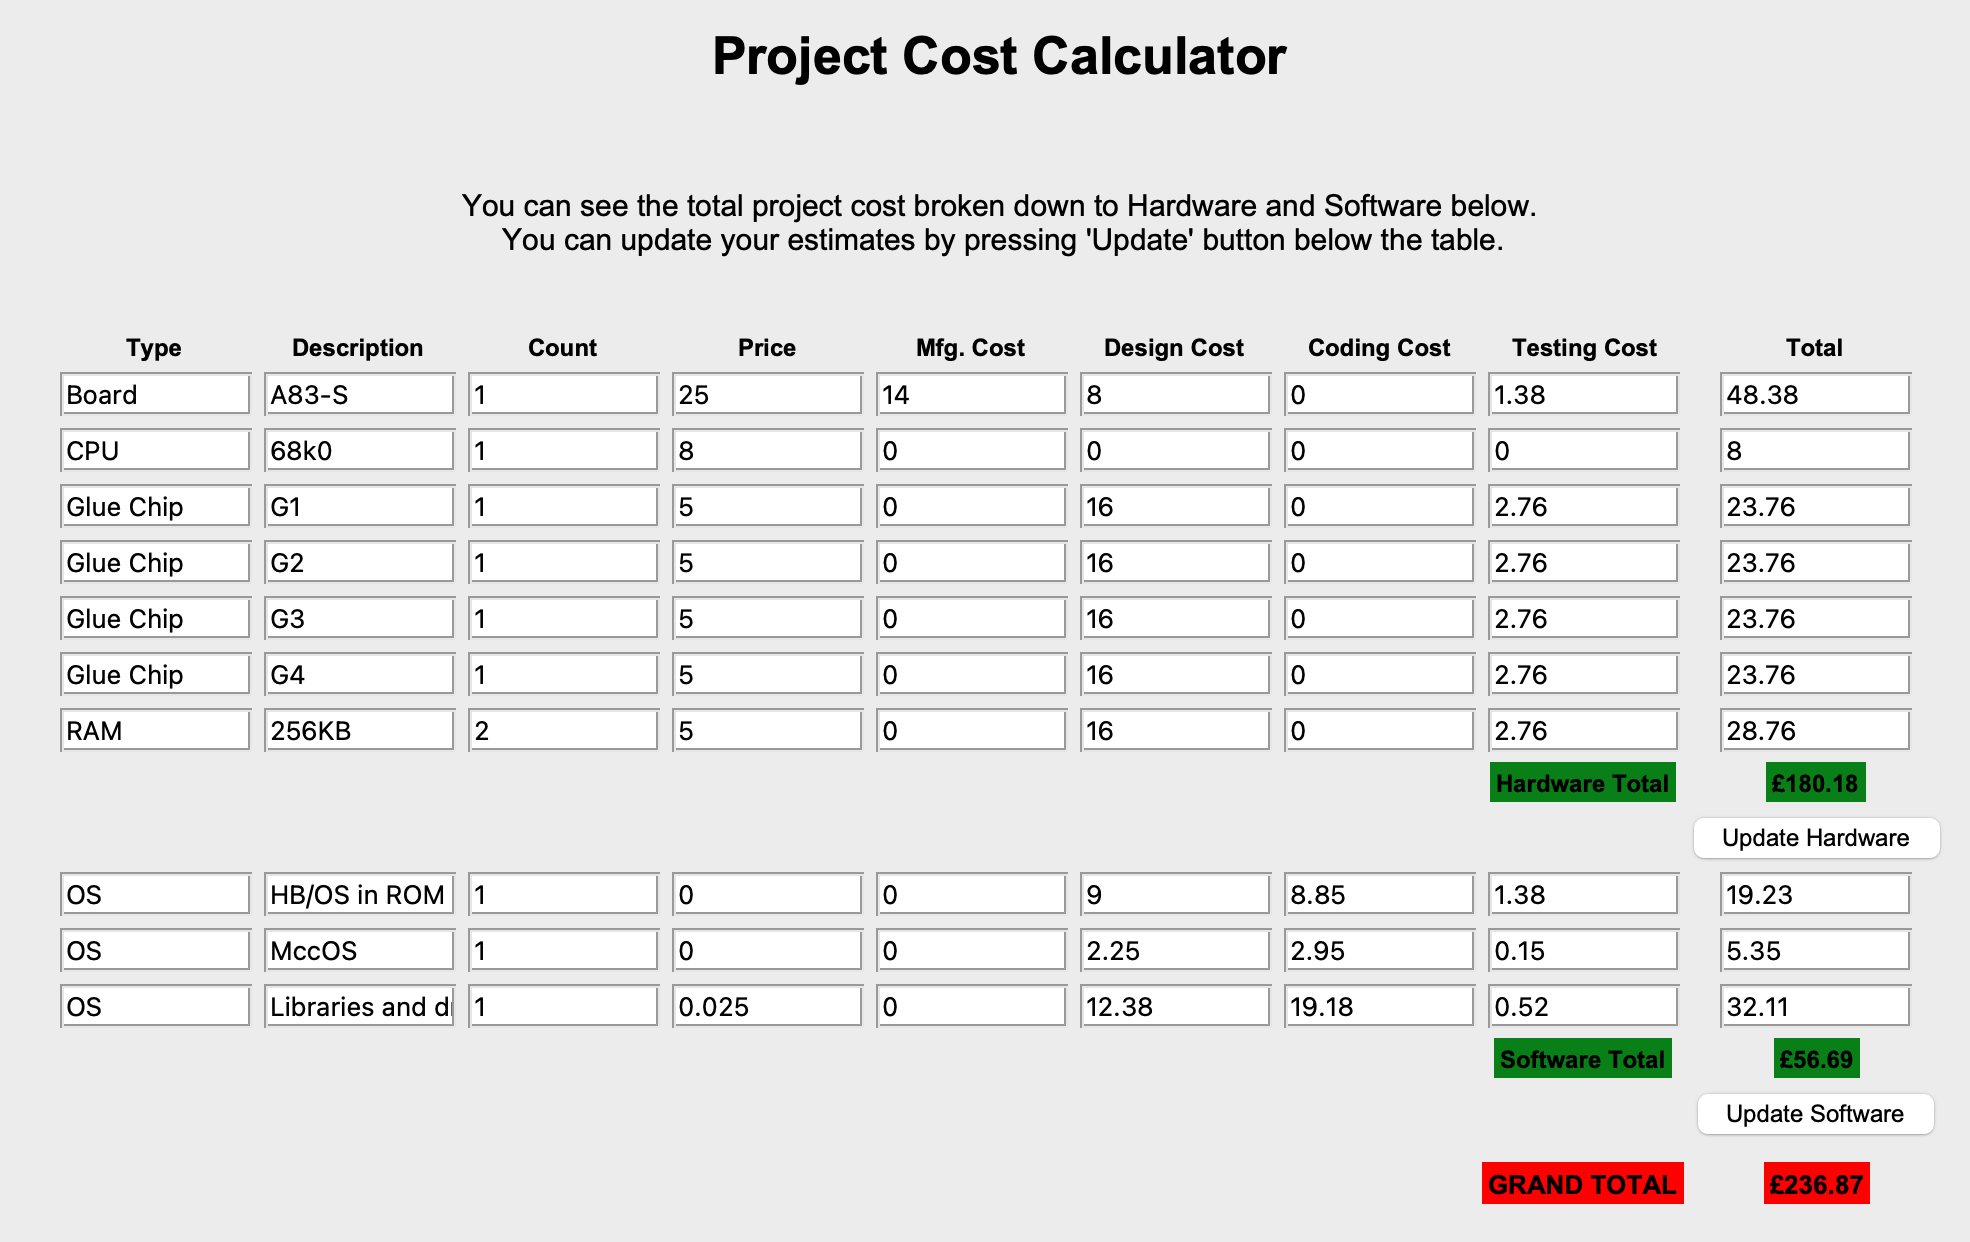 Project Cost Calculator
You can see the total project cost broken down to Hardware and Software below.
You can update your estimates by pressing 'Update' button below the table.
Type Description Count Price Mfg. Cost Design Cost Coding Cost Testing Cost Total
Board A83-S 1 25 14 8 0 1.38 48.38
CPU 68k0 1 8 0 0 0 0 8
Glue Chip G1 1 5 0 16 0 2.76 23.76
Glue Chip G2 1 5 0 16 0 2.76 23.76
Glue Chip G3 1 5 0 16 0 2.76 23.76
Glue Chip G4 1 5 0 16 0 2.76 23.76
RAM 256KB 2 5 0 16 0 2.76 28.76
Hardware Total £180.18
Update Hardware
OS HB/OS in ROM 1 0 0 9 8.85 1.38 19.23
OS MccOS 1 0 0 2.25 2.95 0.15 5.35
OS Libraries and 1 0.025 0 12.38 19.18 0.52 32.11
Software Total £56.69
Update Software
GRAND TOTAL £236.87